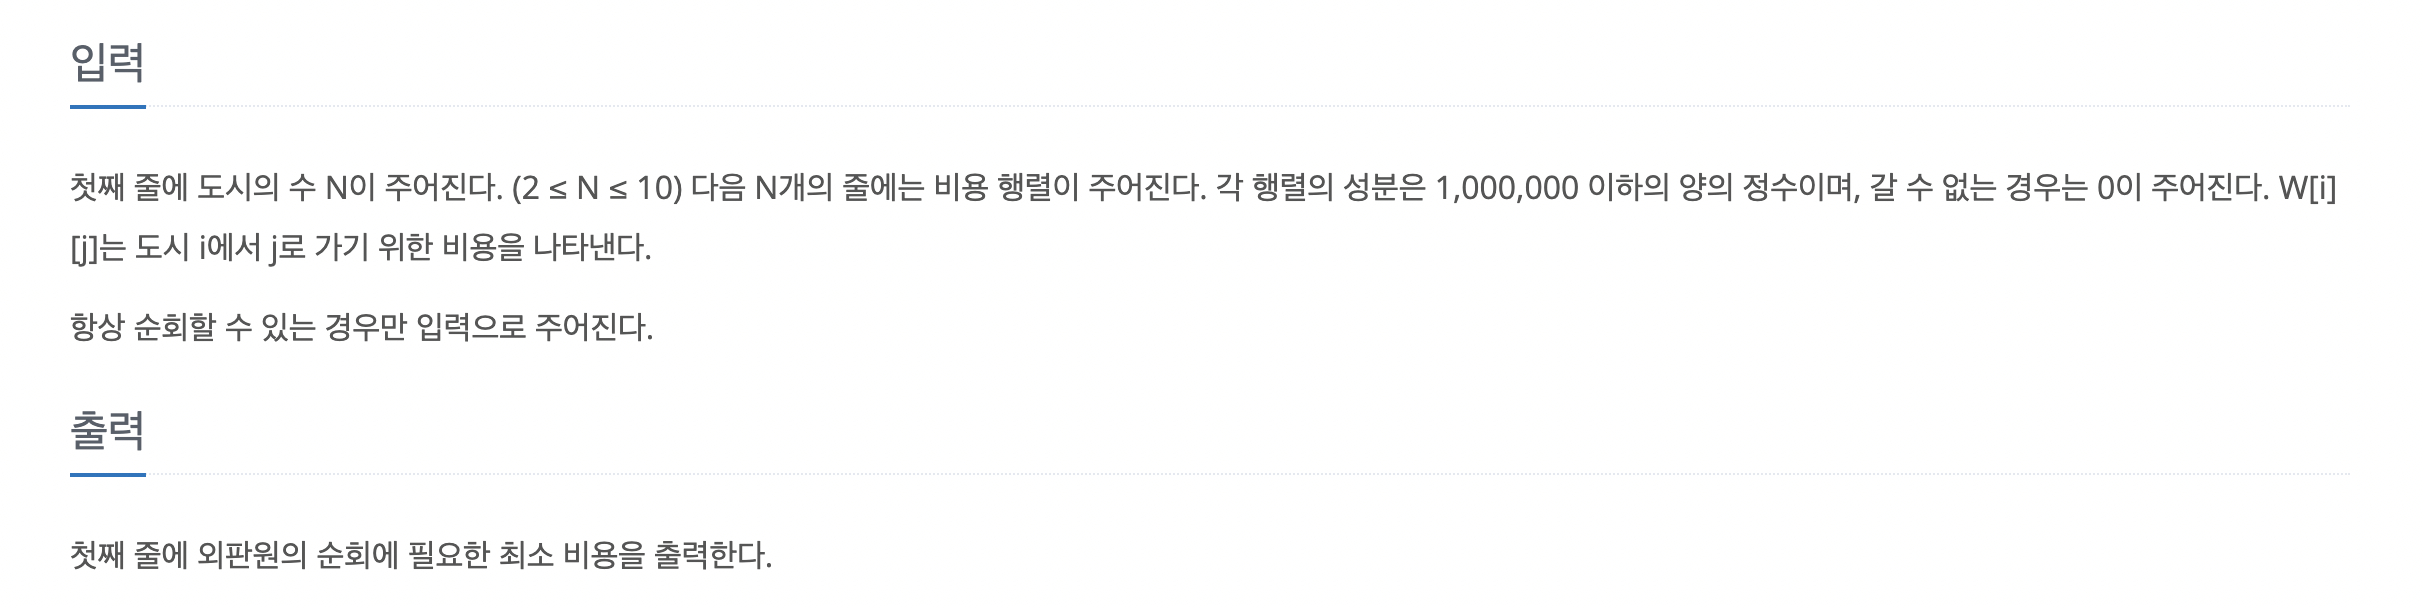 입력
첫째 줄에 도시의 수 N이 주어진다. (2 ≤ N ≤ 10) 다음 N개의 줄에는 비용 행렬이 주어진다. 각 행렬의 성분은 1,000,000 이하의 양의 정수이며, 갈 수 없는 경우는 0이 주어진다. W[i]
[j]는 도시 i에서 j로 가기 위한 비용을 나타낸다.
항상 순회할 수 있는 경우만 입력으로 주어진다.
출력
첫째 줄에 외판원의 순회에 필요한 최소 비용을 출력한다.